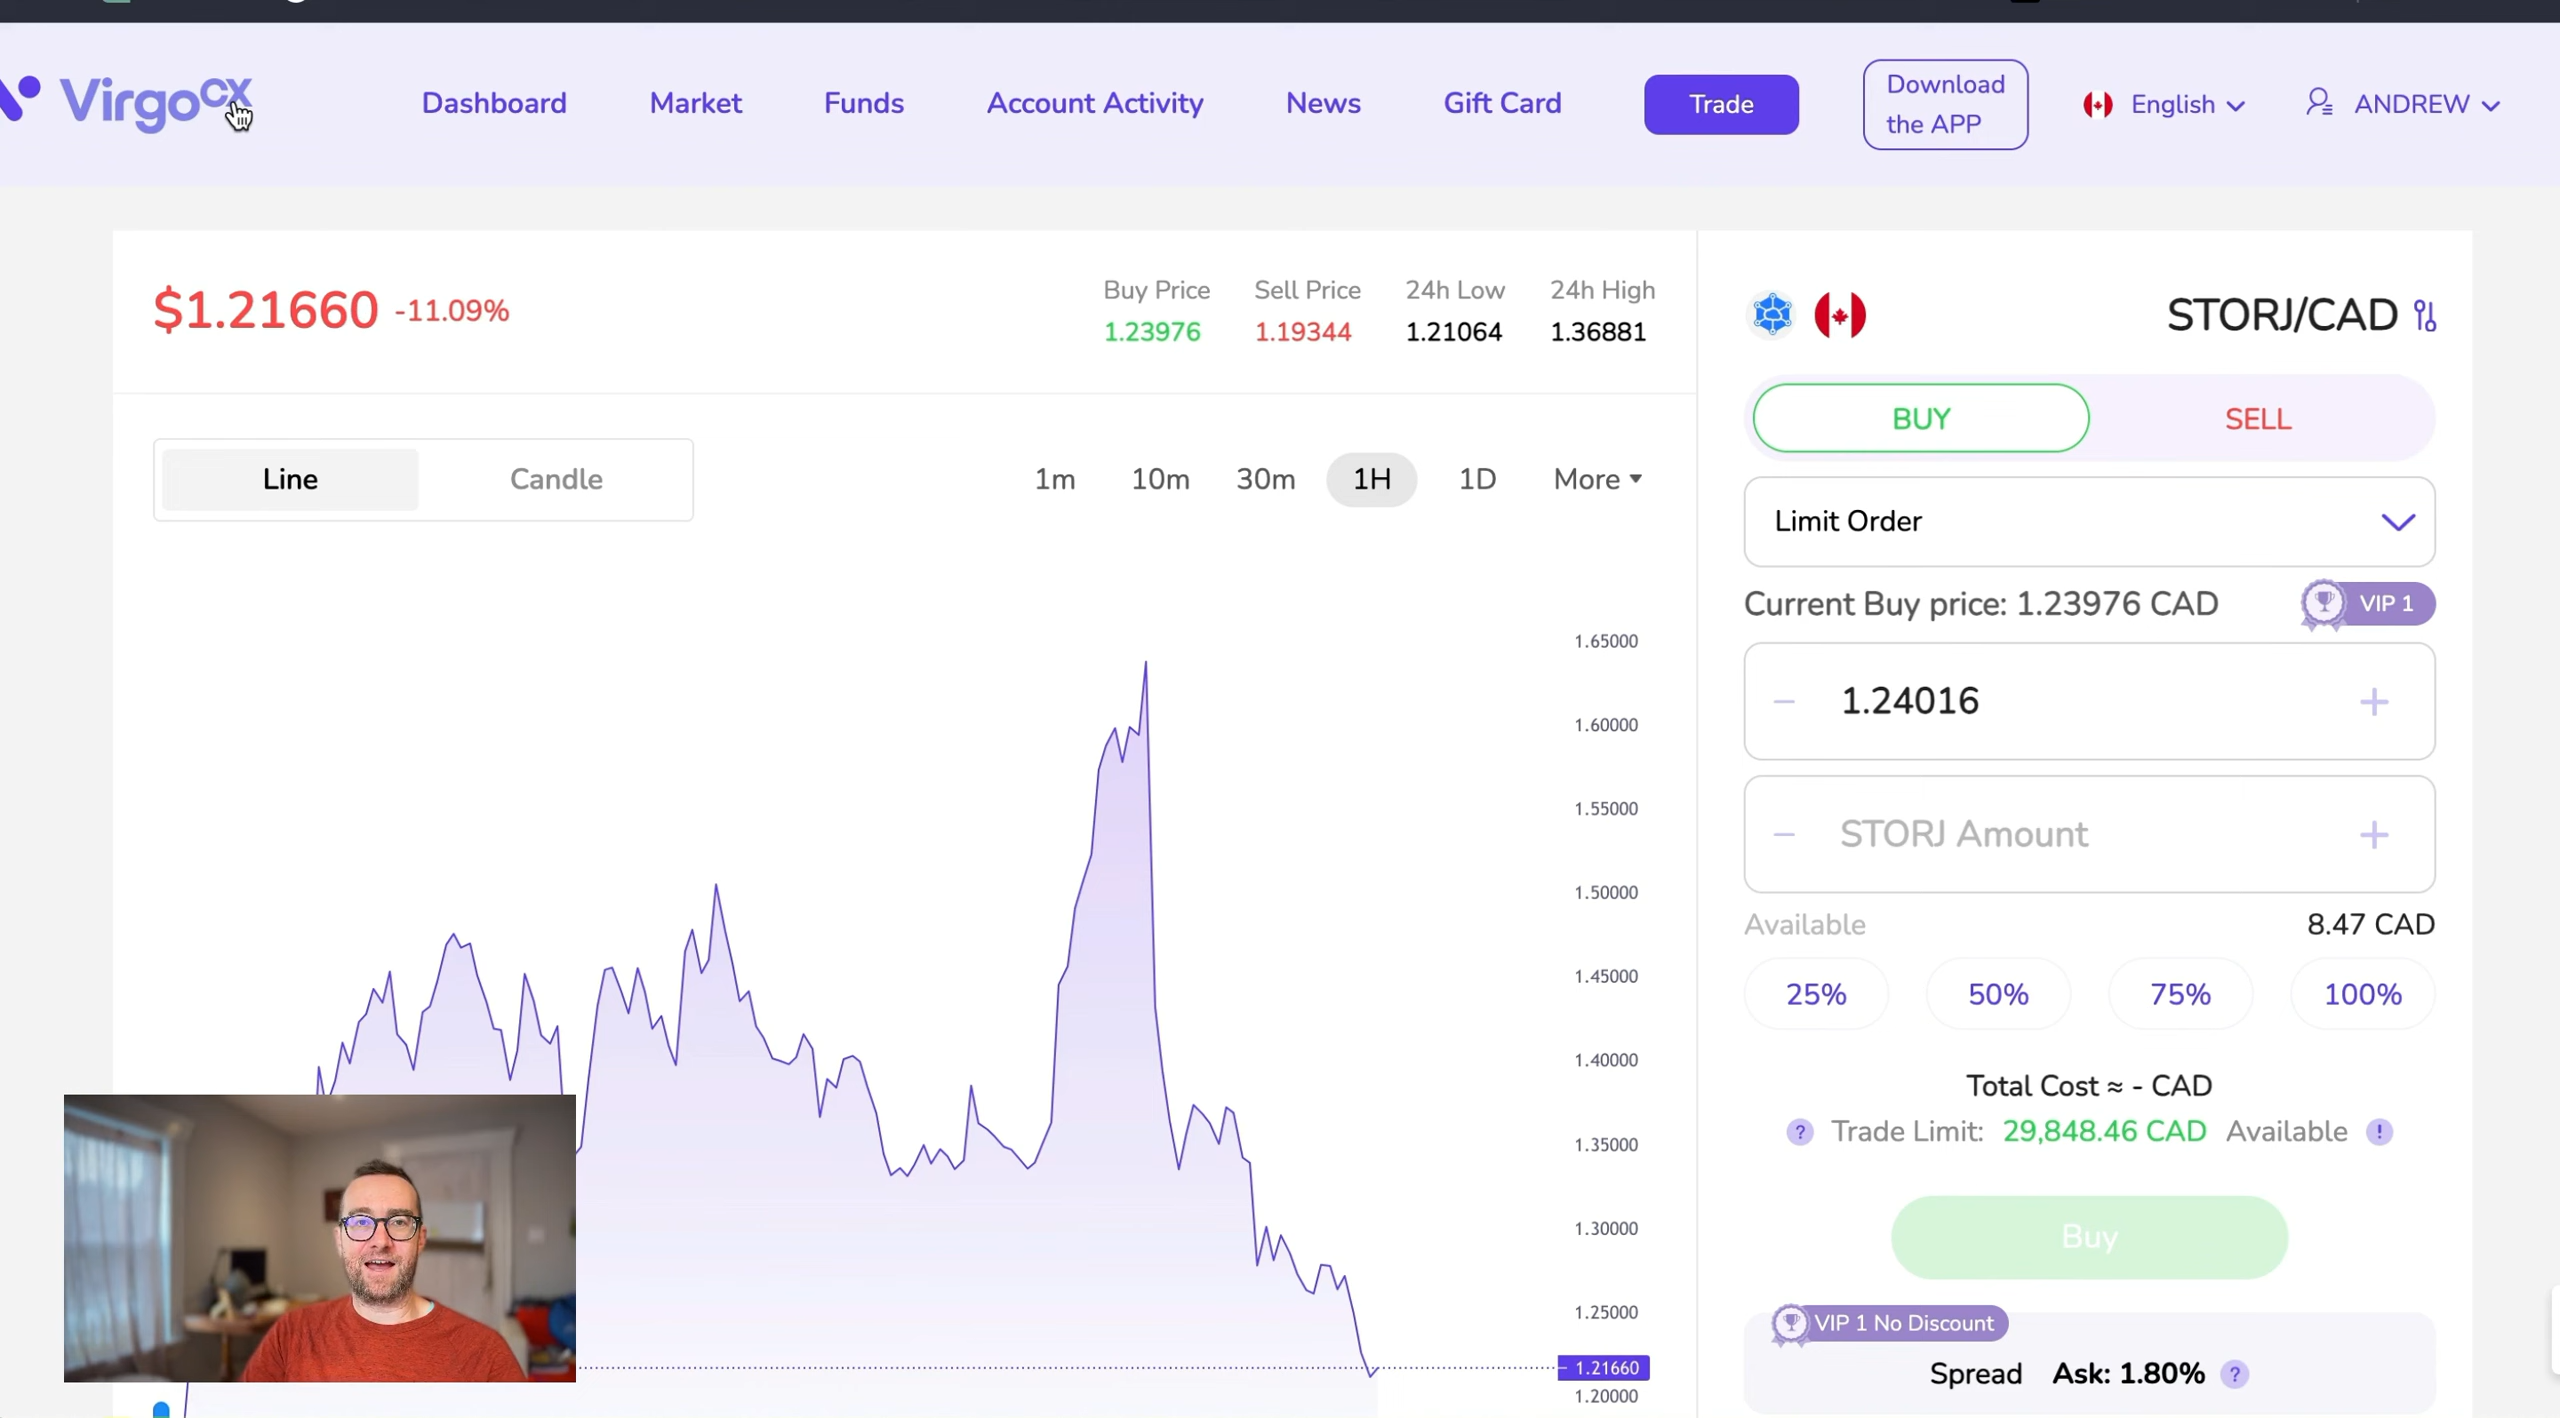 Virgocx
Dashboard
Market
Funds
Account Activity
News
Gift Card
Trade
Download
the APP
English
ANDREW
$1.21660 -11.09%
Buy Price
Sell Price
24h Low
24h High
1.23976
1.19344
1.21064
1.36881
Line
Candle
1m
10m
30m
1H
1D
More
1.65000
1.60000
1.55000
1.50000
1.45000
1.40000
1.35000
1.30000
1.25000
1.21660
1.20000
STORJ/CAD
BUY
SELL
Limit Order
Current Buy price: 1.23976 CAD
VIP 1
− 1.24016 +
− STORJ Amount +
Available
8.47 CAD
25%
50%
75%
100%
Total Cost ≈ - CAD
? Trade Limit: 29,848.46 CAD Available !
Buy
VIP 1 No Discount
Spread Ask: 1.80% ?